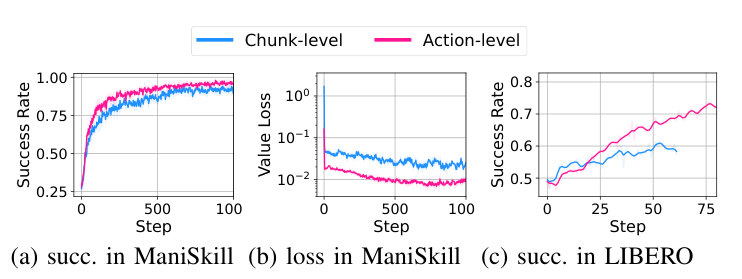 Chunk-level Action-level
Success Rate
1.00
0.75
0.50
0.25
0 500 100
Step
Value Loss
10⁰
10⁻¹
10⁻²
0 500 100
Step
Success Rate
0.8
0.7
0.6
0.5
0 25 50 75
Step
(a) succ. in ManiSkill (b) loss in ManiSkill (c) succ. in LIBERO